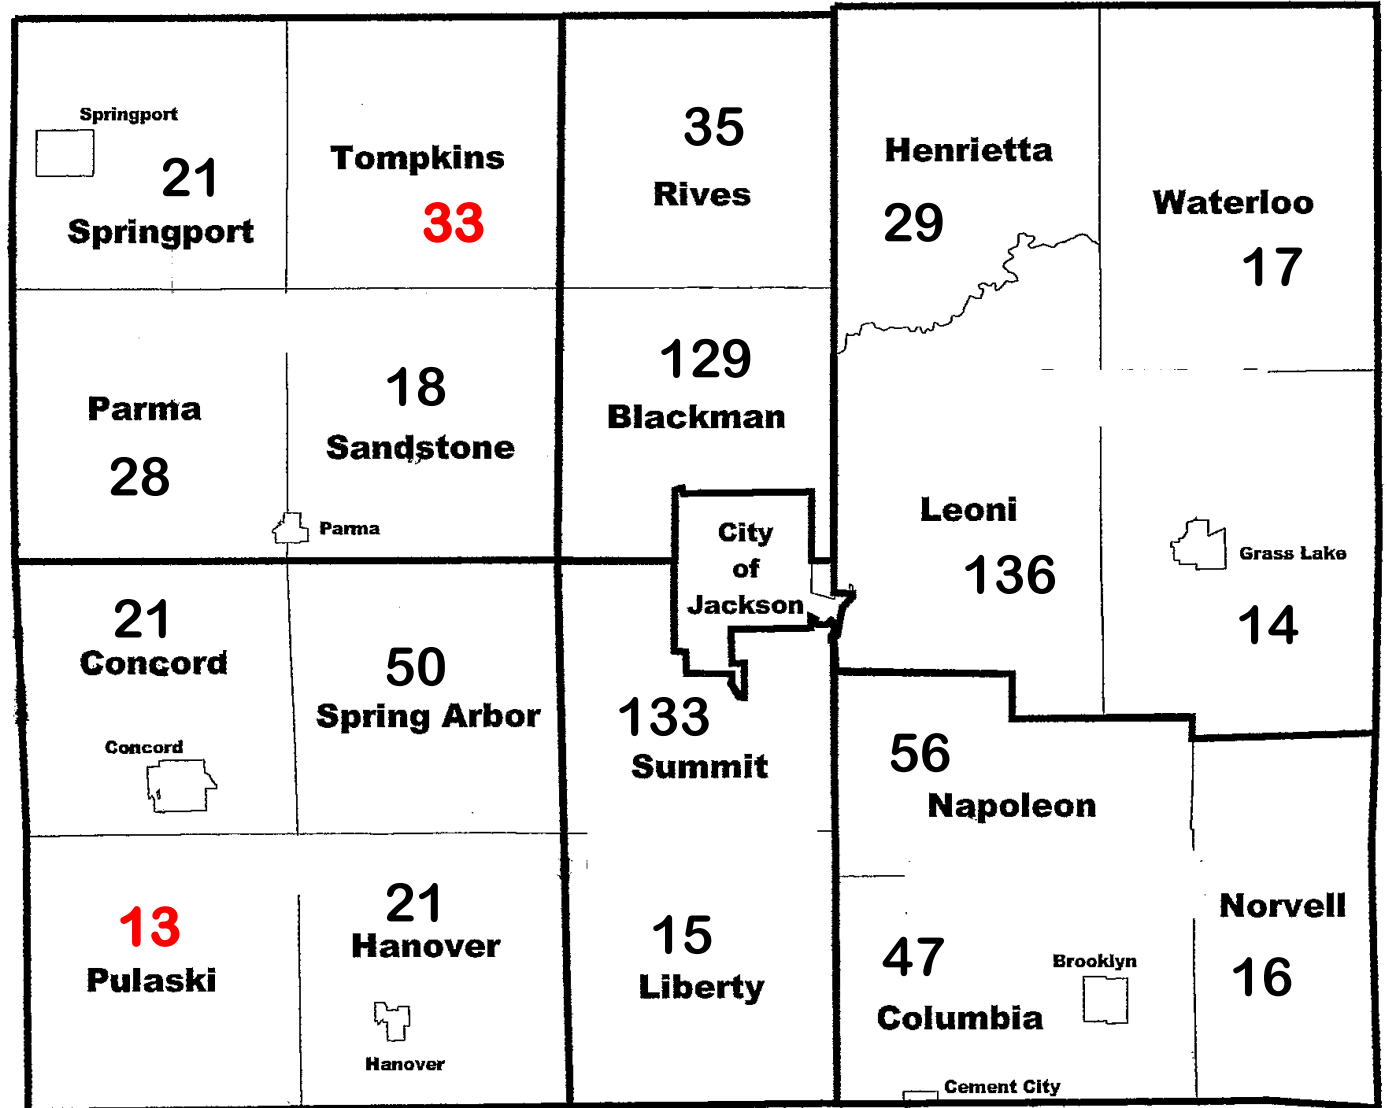 Springport
21
Springport
Tompkins
33
35
Rives
Henrietta
29
Waterloo
17
Parma
28
18
Sandstone
Parma
129
Blackman
City
of
Jackson
Leoni
136
Grass Lake
14
21
Concord
Concord
50
Spring Arbor
133
Summit
56
Napoleon
13
Pulaski
21
Hanover
Hanover
15
Liberty
47
Columbia
Brooklyn
Cement City
Norvell
16